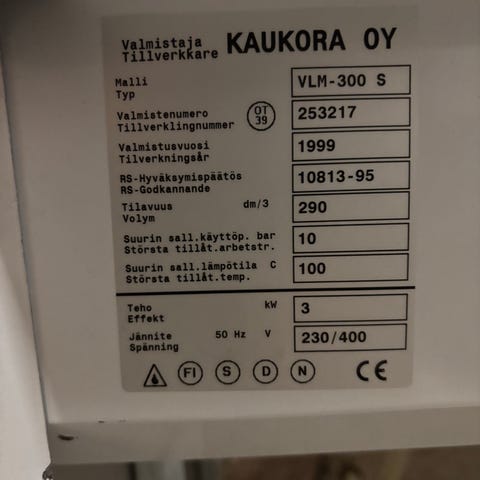 Valmistaja KAUKORA OY
Tillverkkare
Malli VLM-300 S
Typ
Valmistenumero OT 39 253217
Tillverklingnummer
Valmistusvuosi 1999
Tilverkningsår
RS-Hyväksymispäätös 10813-95
RS-Godkannande
Tilavuus dm/3 290
Volym
Suurin sall.käyttöp. bar 10
Största tillåt.arbetstr.
Suurin sall.lämpötila C 100
Största tillåt.temp.
Teho kW 3
Effekt
Jännite 50 Hz V 230/400
Spänning
FI S D N CE